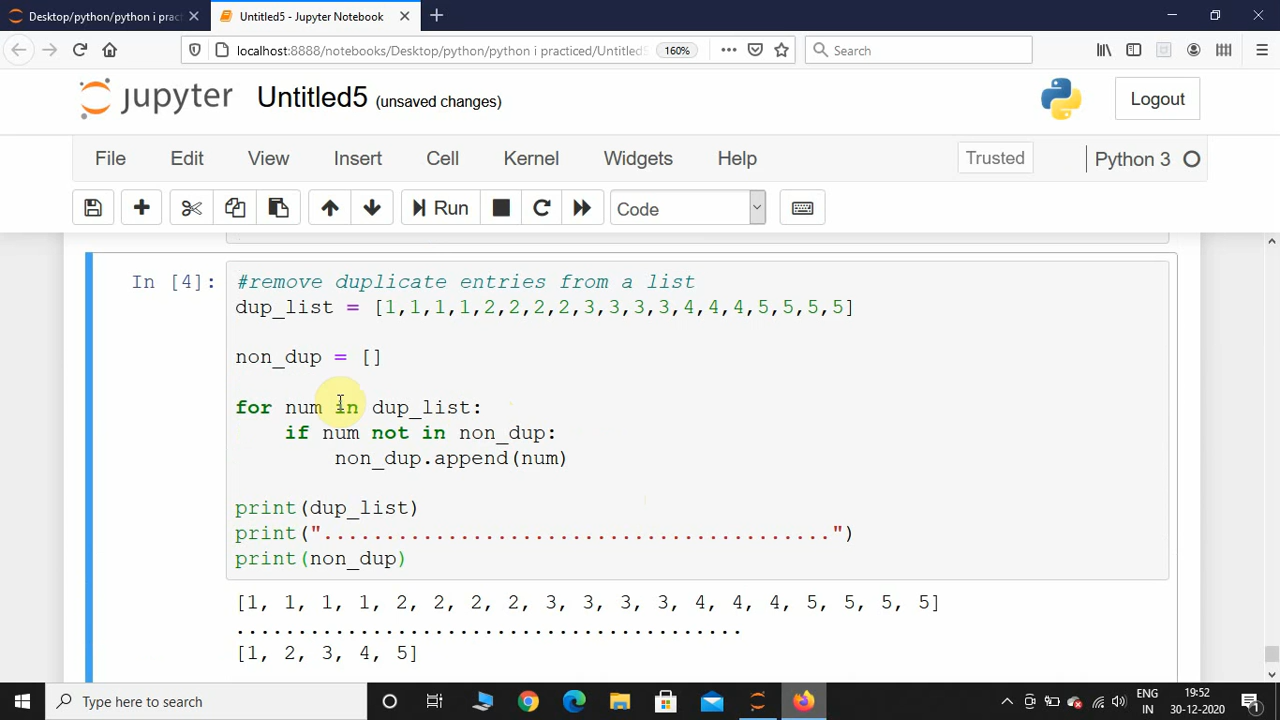 Desktop/python/python i pract
Untitled5 - Jupyter Notebook
localhost:8888/notebooks/Desktop/python/python i practiced/Untitled5
160%
Search
jupyter Untitled5 (unsaved changes)
Logout
File Edit View Insert Cell Kernel Widgets Help
Trusted
Python 3
Run
Code
In [4]:
#remove duplicate entries from a list
dup_list = [1,1,1,1,2,2,2,2,3,3,3,3,4,4,4,5,5,5,5]
non_dup = []
for num in dup_list:
if num not in non_dup:
non_dup.append(num)
print(dup_list)
print(".........................................")
print(non_dup)
[1, 1, 1, 1, 2, 2, 2, 2, 3, 3, 3, 3, 4, 4, 4, 5, 5, 5, 5]
.........................................
[1, 2, 3, 4, 5]
Type here to search
ENG
IN
19:52
30-12-2020
1